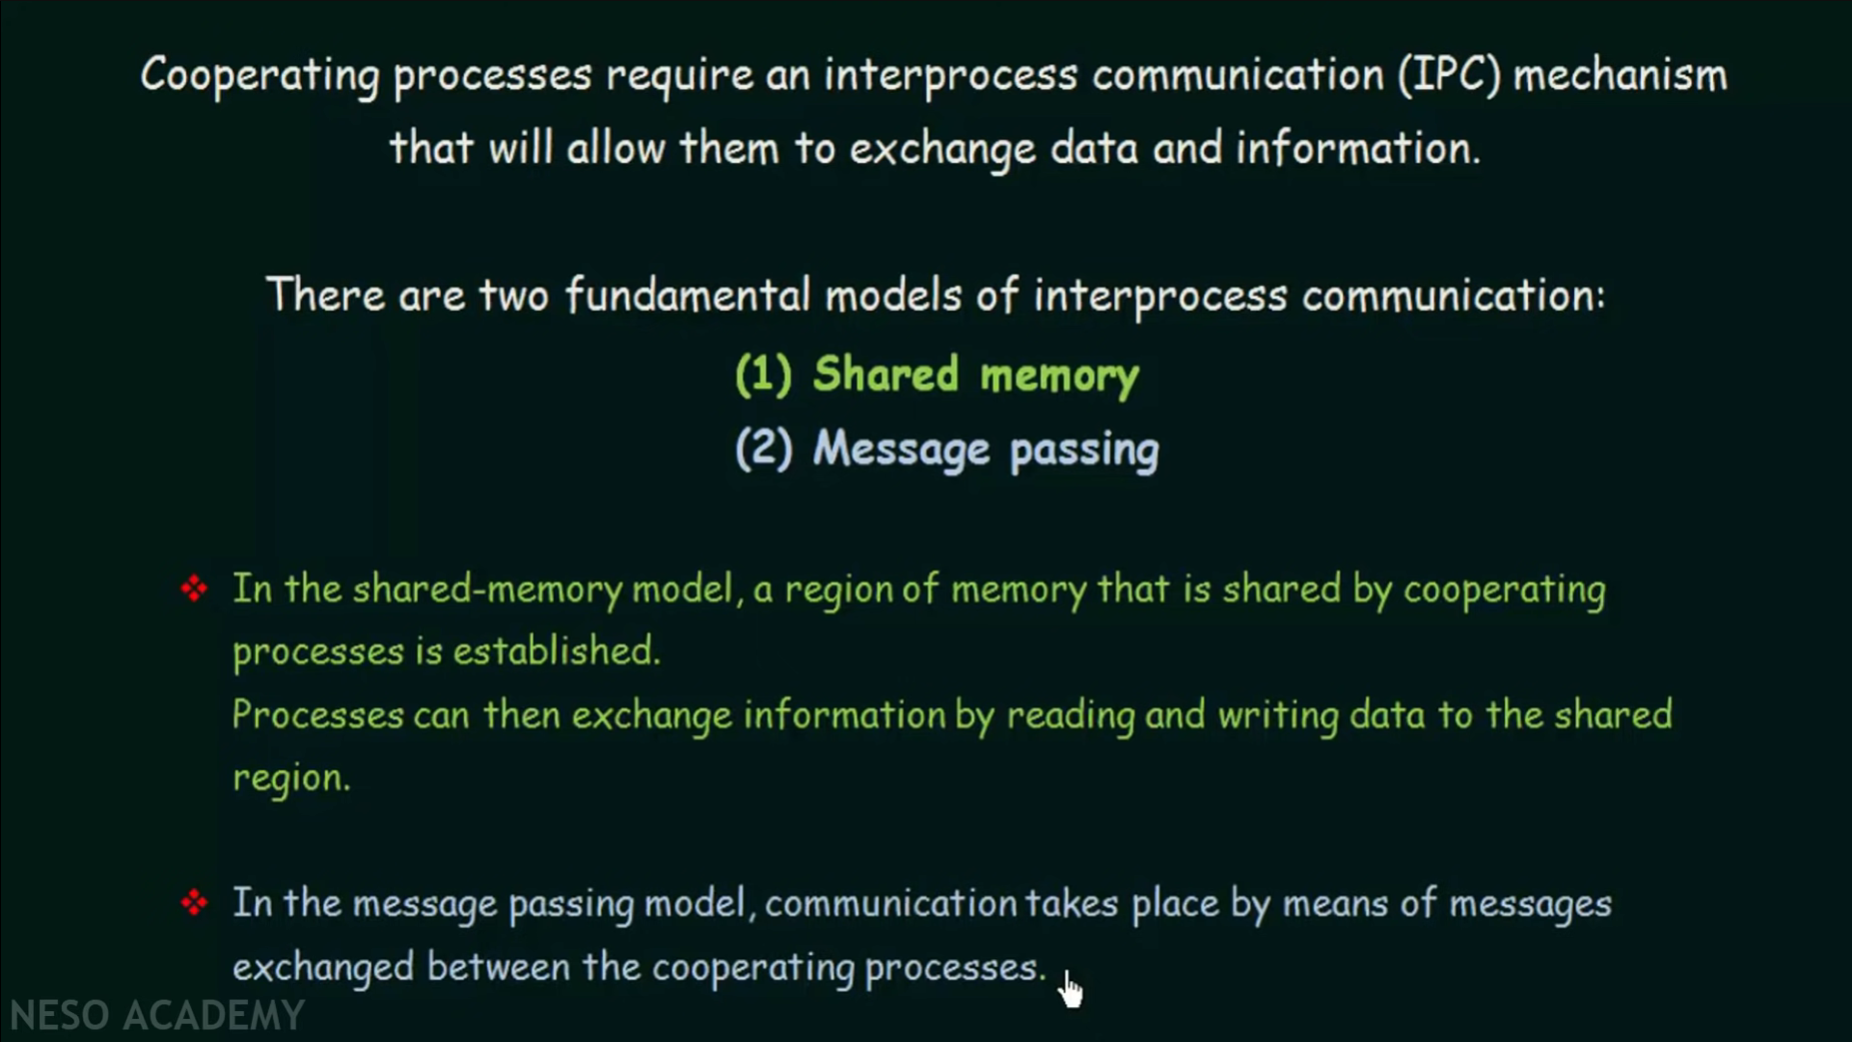 Cooperating processes require an interprocess communication (IPC) mechanism
that will allow them to exchange data and information.
There are two fundamental models of interprocess communication:
(1) Shared memory
(2) Message passing
In the shared-memory model, a region of memory that is shared by cooperating
processes is established.
Processes can then exchange information by reading and writing data to the shared
region.
In the message passing model, communication takes place by means of messages
exchanged between the cooperating processes.
NESO ACADEMY